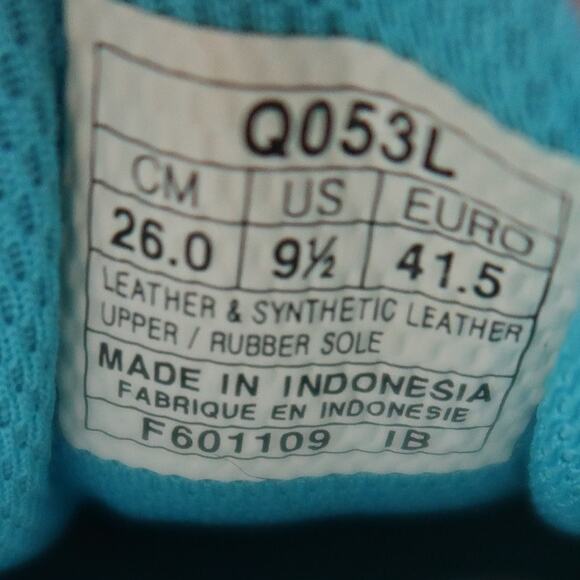 Q053L
CM US EURO
26.0 9½ 41.5
LEATHER & SYNTHETIC LEATHER
UPPER / RUBBER SOLE
MADE IN INDONESIA
FABRIQUE EN INDONESIE
F601109 IB